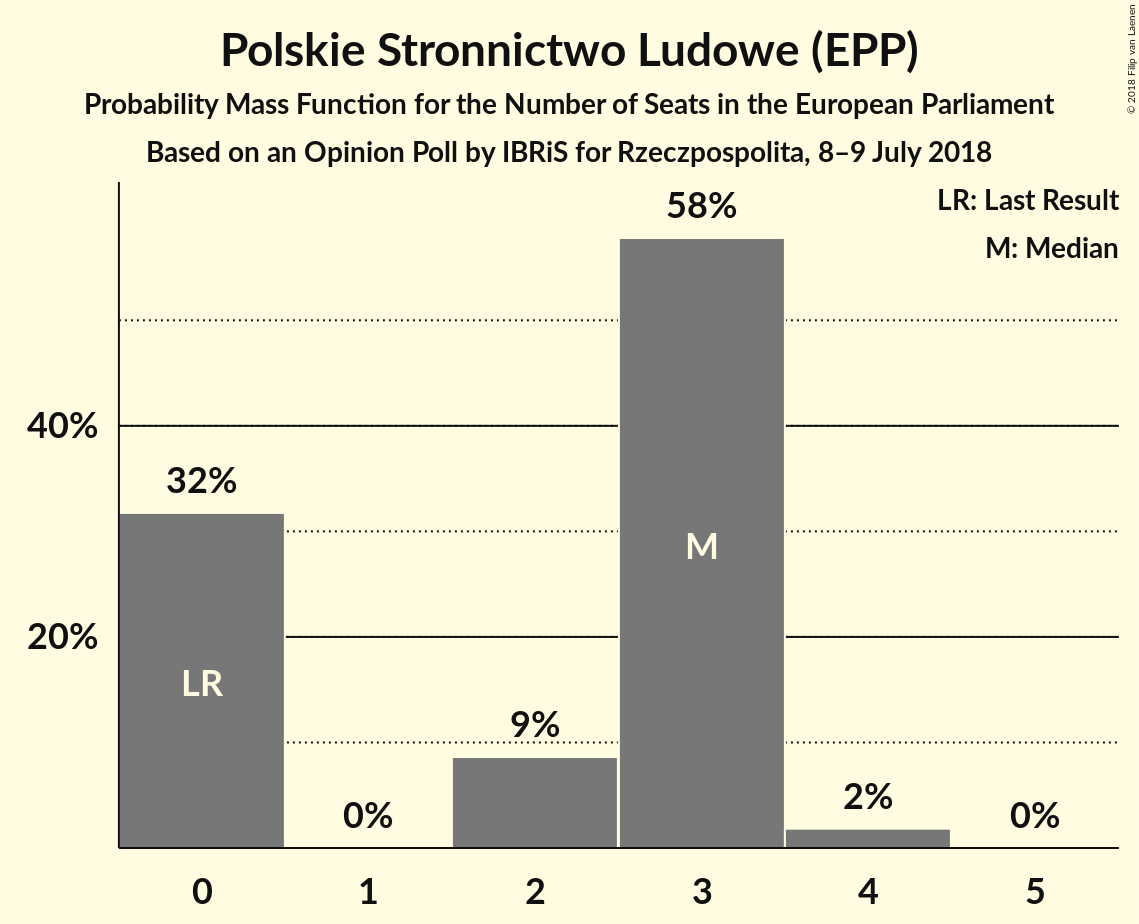 Polskie Stronnictwo Ludowe (EPP)
Probability Mass Function for the Number of Seats in the European Parliament
Based on an Opinion Poll by IBRiS for Rzeczpospolita, 8–9 July 2018
© 2018 Filip van Laenen
LR: Last Result
M: Median
58%
40%
32%
M
20%
LR
9%
2%
0%
0%
0 1 2 3 4 5